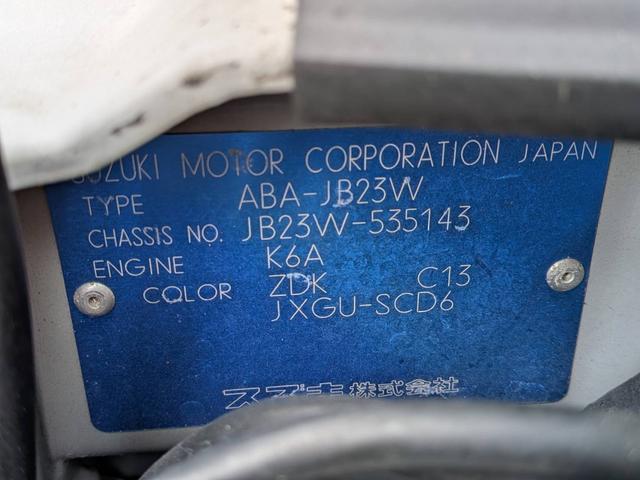 SUZUKI MOTOR CORPORATION JAPAN
TYPE ABA-JB23W
CHASSIS NO. JB23W-535143
ENGINE K6A
COLOR ZDK C13
JXGU-SCD6
スズキ株式会社